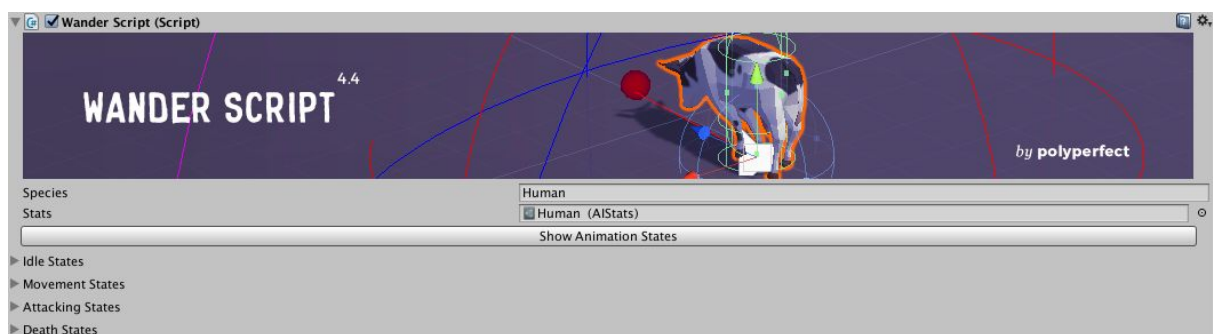 Wander Script (Script)
WANDER SCRIPT 4.4
by polyperfect
Species Human
Stats Human (AIStats)
Show Animation States
Idle States
Movement States
Attacking States
Death States